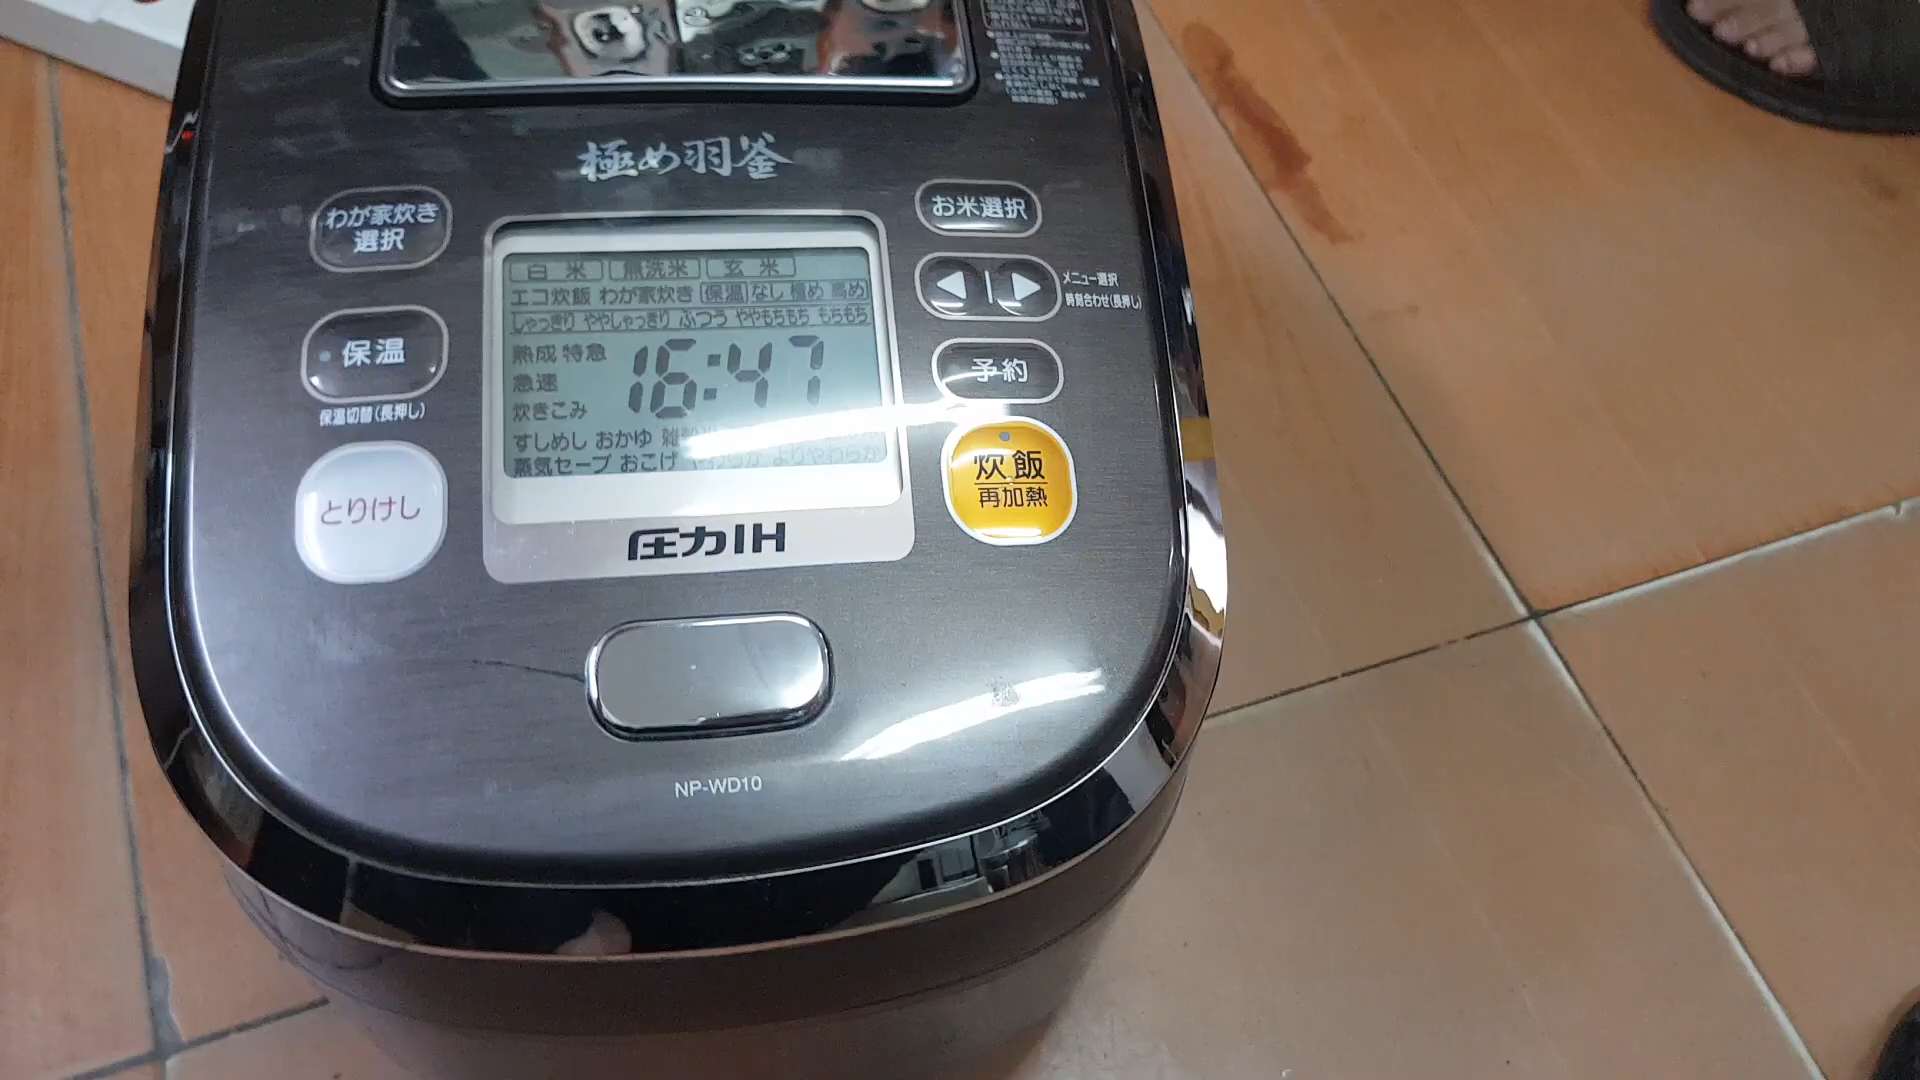 極め羽釜
わが家炊き
選択
お米選択
メニュー選択
時刻合わせ(長押し)
保温
保温切替(長押し)
予約
とりけし
炊飯
再加熱
白米 無洗米 玄米
エコ炊飯 わが家炊き 保温 なし 極め 高め
しゃっきり ややしゃっきり ふつう ややもちもち もちもち
熟成 特急
急速
16:47
炊きこみ
すしめし おかゆ
蒸気セーブ おこげ やわらか よりやわらか
圧力IH
NP-WD10